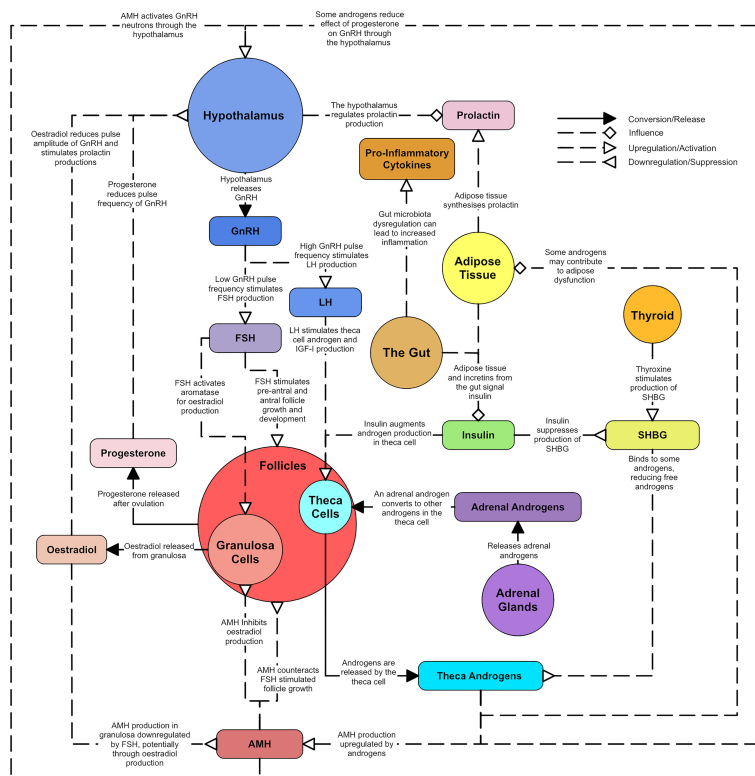 AMH activates GnRH
neutrons through the
hypothalamus
Some androgens reduce
effect of progesterone
on GnRH through
the hypothalamus
Hypothalamus
The hypothalamus
regulates prolactin
production
Prolactin
Conversion/Release
Influence
Upregulation/Activation
Downregulation/Suppression
Oestradiol reduces pulse
amplitude of GnRH and
stimulates prolactin
productions
Pro-Inflammatory
Cytokines
Progesterone
reduces pulse
frequency of GnRH
Hypothalamus
releases
GnRH
Adipose tissue
synthesises prolactin
GnRH
Gut microbiota
dysregulation can
lead to increased
inflammation
High GnRH pulse
frequency stimulates
LH production
Adipose
Tissue
Some androgens
may contribute
to adipose
dysfunction
Low GnRH pulse
frequency stimulates
FSH production
LH
Thyroid
FSH
LH stimulates theca
cell androgen and
IGF-I production
The Gut
FSH activates
aromatase
for oestradiol
production
FSH stimulates
pre-antral and
antral follicle
growth and
development
Adipose tissue
and incretins from
the gut signal
insulin
Thyroxine
stimulates
production of
SHBG
Insulin augments
androgen production
in theca cell
Insulin
Insulin
suppresses
production of
SHBG
SHBG
Progesterone
Follicles
Binds to some
androgens,
reducing free
androgens
Progesterone released
after ovulation
Theca
Cells
An adrenal androgen
converts to other
androgens in the
theca cell
Adrenal Androgens
Oestradiol
Oestradiol released
from granulosa
Granulosa
Cells
Releases adrenal
androgens
Adrenal
Glands
AMH Inhibits
oestradiol
production
AMH counteracts
FSH stimulated
follicle growth
Androgens are
released by the
theca cell
Theca Androgens
AMH production in
granulosa downregulated
by FSH, potentially
through oestradiol
production
AMH
AMH production
upregulated by
androgens